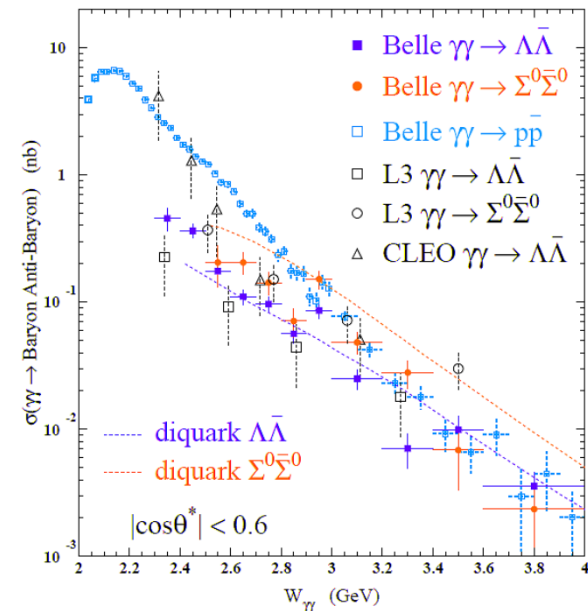 σ(γγ → Baryon Anti-Baryon) (nb)
10
1
10⁻¹
10⁻²
10⁻³
Belle γγ → ΛΛ̄
Belle γγ → Σ⁰Σ̄⁰
Belle γγ → pp̄
L3 γγ → ΛΛ̄
L3 γγ → Σ⁰Σ̄⁰
CLEO γγ → ΛΛ̄
diquark ΛΛ̄
diquark Σ⁰Σ̄⁰
|cosθ*| < 0.6
2 2.2 2.4 2.6 2.8 3 3.2 3.4 3.6 3.8 4
Wγγ (GeV)